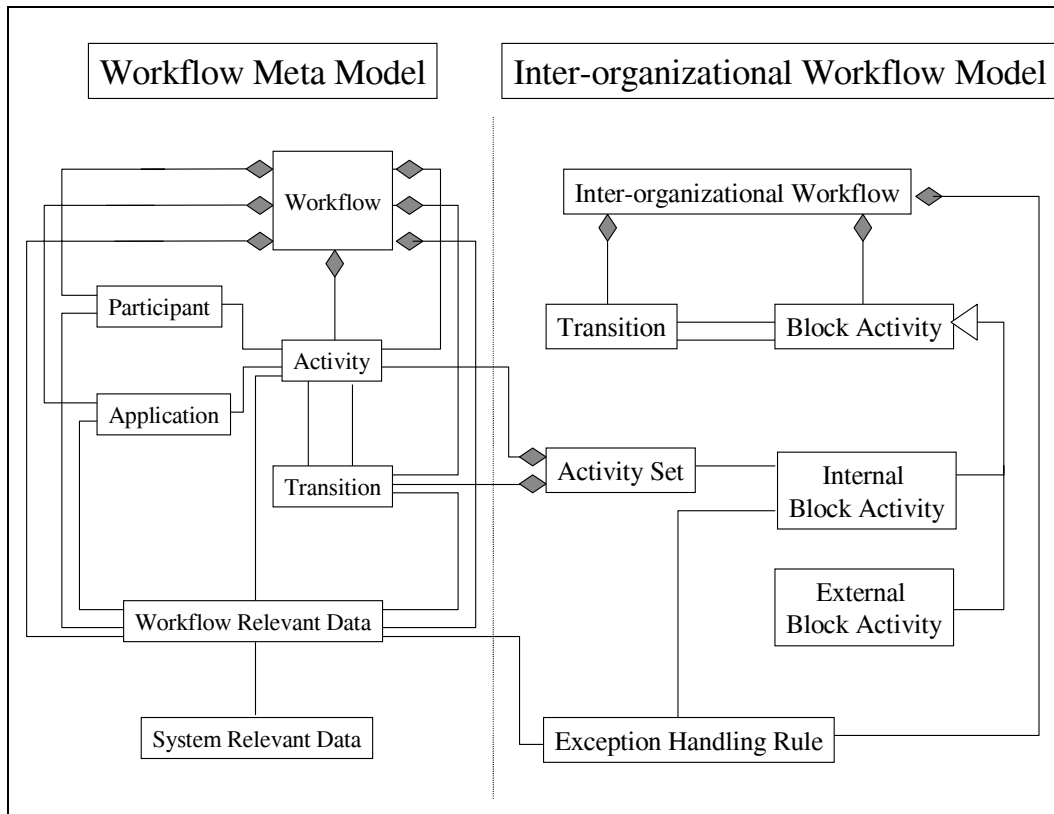 Workflow Meta Model
Inter-organizational Workflow Model
Workflow
Inter-organizational Workflow
Participant
Transition
Block Activity
Activity
Application
Activity Set
Internal
Block Activity
Transition
External
Block Activity
Workflow Relevant Data
System Relevant Data
Exception Handling Rule